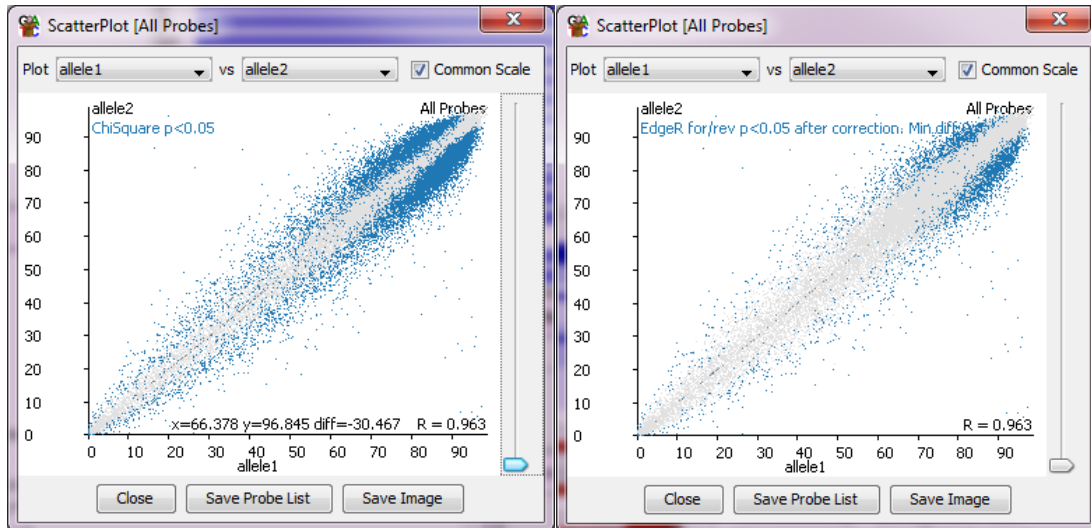 ScatterPlot [All Probes]
Plot allele1 vs allele2 Common Scale
allele2 All Probes
ChiSquare p<0.05
90
80
70
60
50
40
30
20
10
0
x=66.378 y=96.845 diff=-30.467 R = 0.963
0 10 20 30 40 50 60 70 80 90
allele1
Close Save Probe List Save Image
ScatterPlot [All Probes]
Plot allele1 vs allele2 Common Scale
allele2 All Probes
EdgeR for/rev p<0.05 after correction: Min diff
90
80
70
60
50
40
30
20
10
0
R = 0.963
0 10 20 30 40 50 60 70 80 90
allele1
Close Save Probe List Save Image